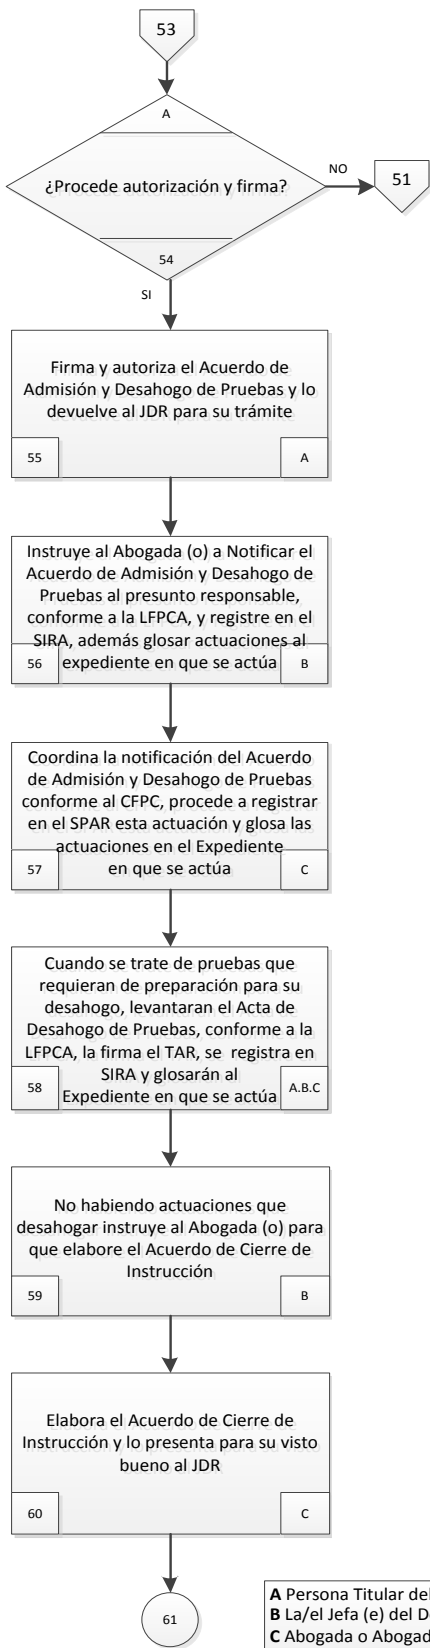 53
A
¿Procede autorización y firma?
NO
51
54
SI
Firma y autoriza el Acuerdo de
Admisión y Desahogo de Pruebas y lo
devuelve al JDR para su trámite
55
A
Instruye al Abogada (o) a Notificar el
Acuerdo de Admisión y Desahogo de
Pruebas al presunto responsable,
conforme a la LFPCA, y registre en el
SIRA, además glosar actuaciones al
expediente en que se actúa
56
B
Coordina la notificación del Acuerdo
de Admisión y Desahogo de Pruebas
conforme al CFPC, procede a registrar
en el SPAR esta actuación y glosa las
actuaciones en el Expediente
en que se actúa
57
C
Cuando se trate de pruebas que
requieran de preparación para su
desahogo, levantaran el Acta de
Desahogo de Pruebas, conforme a la
LFPCA, la firma el TAR, se registra en
SIRA y glosarán al
Expediente en que se actúa
58
A.B.C
No habiendo actuaciones que
desahogar instruye al Abogada (o) para
que elabore el Acuerdo de Cierre de
Instrucción
59
B
Elabora el Acuerdo de Cierre de
Instrucción y lo presenta para su visto
bueno al JDR
60
C
61
A Persona Titular del
B La/el Jefa (e) del D
C Abogada o Abogad